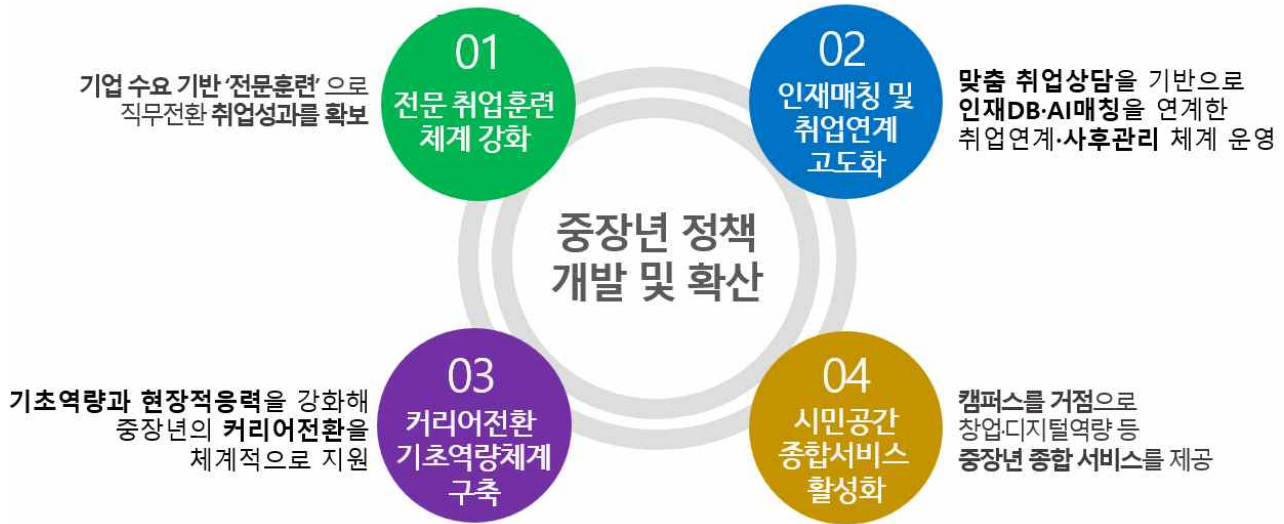 01
전문 취업훈련
체계 강화
기업 수요 기반 ‘전문훈련’ 으로
직무전환 취업성과를 확보
02
인재매칭 및
취업연계
고도화
맞춤 취업상담을 기반으로
인재DB·AI매칭을 연계한
취업연계·사후관리 체계 운영
중장년 정책
개발 및 확산
03
커리어전환
기초역량체계
구축
기초역량과 현장적응력을 강화해
중장년의 커리어전환을
체계적으로 지원
04
시민공간
종합서비스
활성화
캠퍼스를 거점으로
창업·디지털역량 등
중장년 종합 서비스를 제공